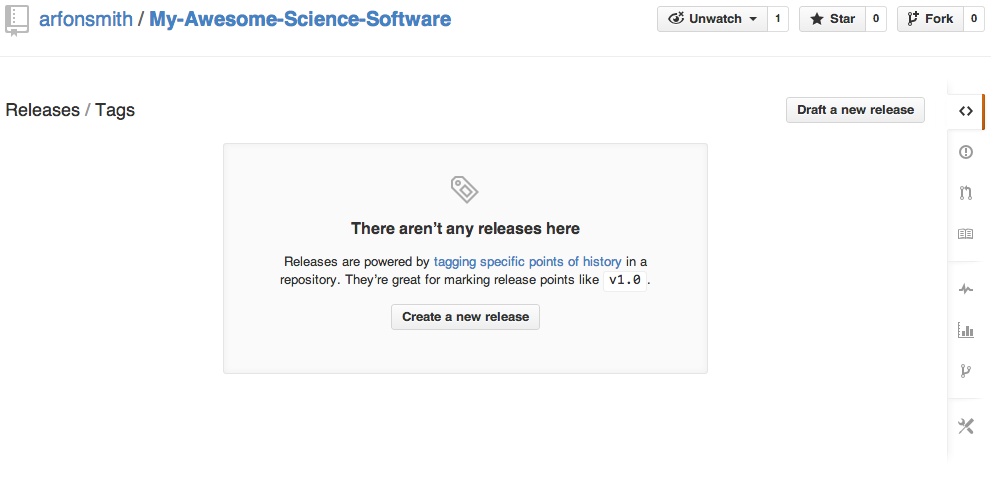 arfonsmith / My-Awesome-Science-Software
Unwatch 1 Star 0 Fork 0
Releases / Tags
Draft a new release
There aren’t any releases here
Releases are powered by tagging specific points of history in a
repository. They’re great for marking release points like v1.0 .
Create a new release